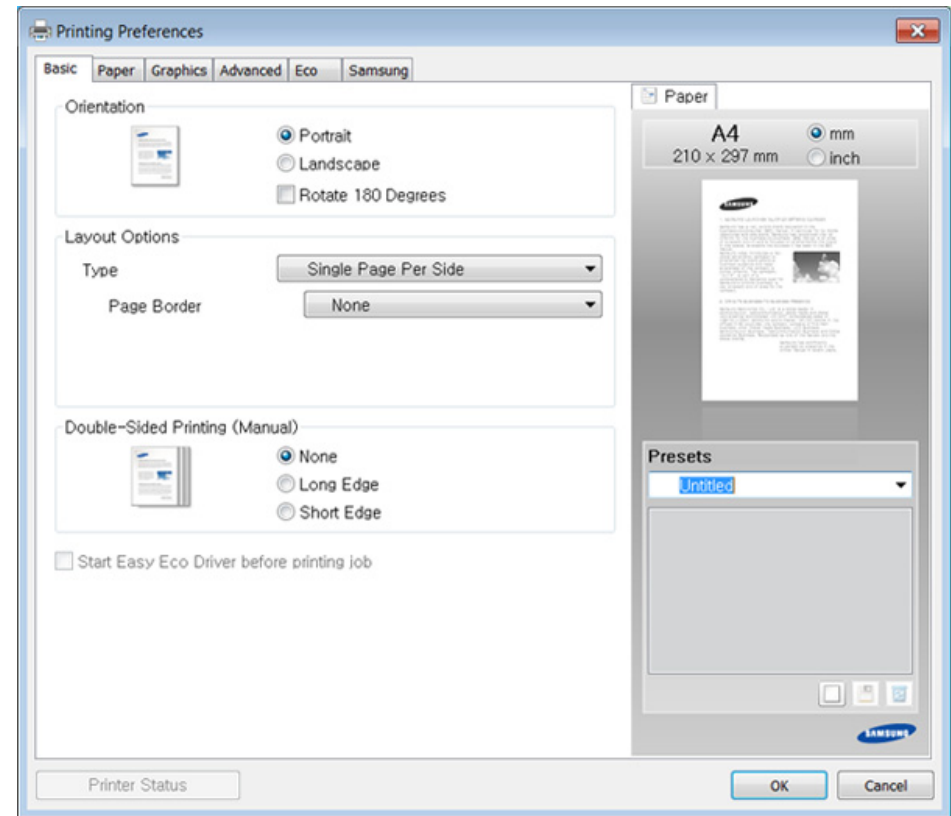 Printing Preferences
Basic Paper Graphics Advanced Eco Samsung
Orientation
Portrait
Landscape
Rotate 180 Degrees
Layout Options
Type Single Page Per Side
Page Border None
Double-Sided Printing (Manual)
None
Long Edge
Short Edge
Start Easy Eco Driver before printing job
Paper
A4
210 x 297 mm
mm
inch
SAMSUNG
Presets
Untitled
SAMSUNG
Printer Status
OK Cancel